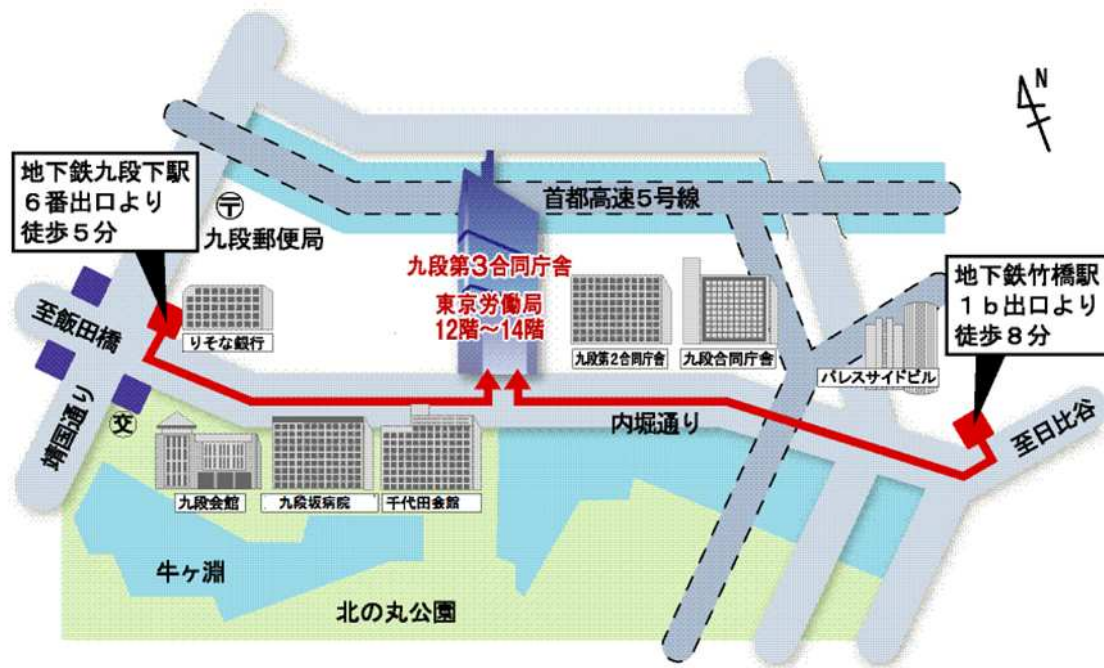 N
地下鉄九段下駅
６番出口より
徒歩５分
〒
九段郵便局
首都高速５号線
九段第３合同庁舎
東京労働局
12階～14階
地下鉄竹橋駅
１ｂ出口より
徒歩８分
至飯田橋
りそな銀行
九段第2合同庁舎
九段合同庁舎
パレスサイドビル
靖国通り
交
内堀通り
至日比谷
九段会館
九段坂病院
千代田会館
牛ヶ淵
北の丸公園